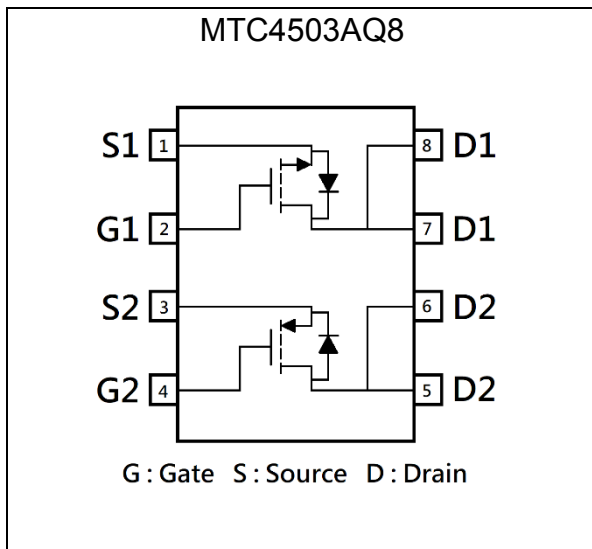 MTC4503AQ8
S1 1 8 D1
G1 2 7 D1
S2 3 6 D2
G2 4 5 D2
G : Gate S : Source D : Drain